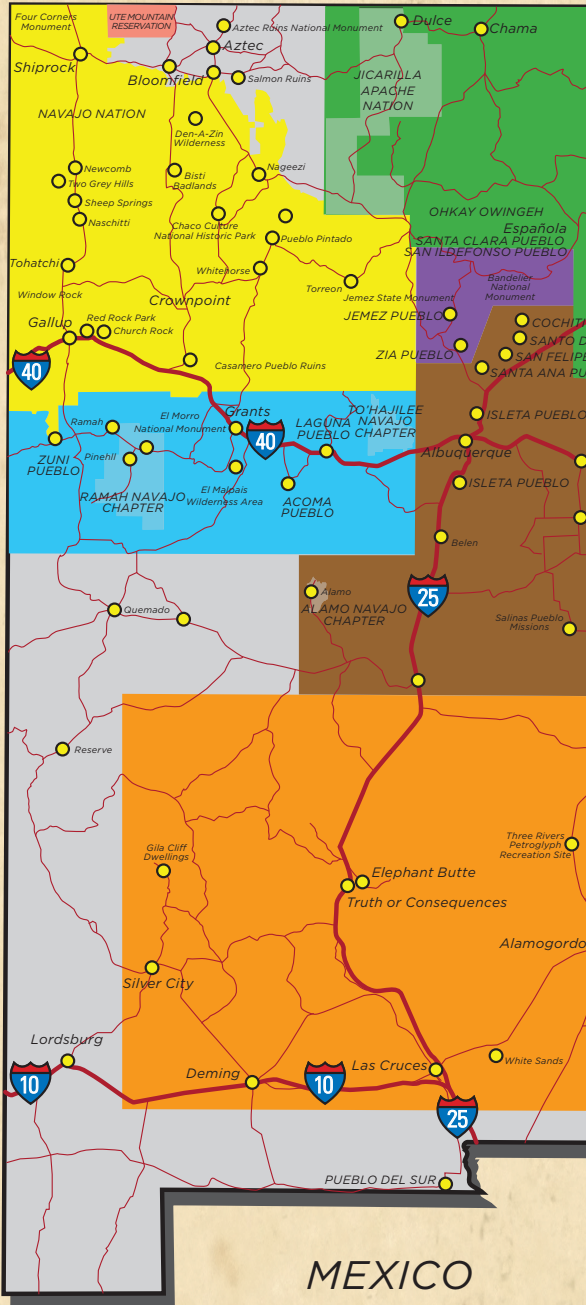 Four Corners
Monument
UTE MOUNTAIN
RESERVATION
Aztec Rins National Monument
Dulce
Chama
Aztec
Shiprock
Bloomfield
Salmon Ruins
JICARILLA
APACHE
NATION
NAVAJO NATION
Den-A-Zin
Wilderness
Newcomb
Two Grey Hills
Bisti
Badlands
Nageezi
Sheep Springs
Naschitti
Chaco Culture
National Historic Park
Pueblo Pintado
OHKAY OWINGEH
Española
SANTA CLARA PUEBLO
SAN ILDEFONSO PUEBLO
Tohatchi
Whitehorse
Torreon
Window Rock
Crownpoint
Jemez State Monument
Bandelier
National
Monument
JEMEZ PUEBLO
Gallup
Red Rock Park
Church Rock
COCHITI
SANTO D
ZIA PUEBLO
SAN FELIPE
SANTA ANA PU
40
Casamero Pueblo Ruins
Ramah
El Morro
National Monument
Grants
40
LAGUNA
PUEBLO
TO'HAJILEE
NAVAJO
CHAPTER
ISLETA PUEBLO
Albuquerque
ZUNI
PUEBLO
Pinehll
RAMAH NAVAJO
CHAPTER
El Malpais
Wilderness Area
ACOMA
PUEBLO
ISLETA PUEBLO
Belen
Alamo
ALAMO NAVAJO
CHAPTER
25
Quemado
Salinas Pueblo
Missions
Reserve
Gila Cliff
Dwellings
Three Rivers
Petroglyph
Recreation Site
Elephant Butte
Truth or Consequences
Alamogordo
Silver City
Lordsburg
10
Deming
10
Las Cruces
White Sands
25
PUEBLO DEL SUR
MEXICO